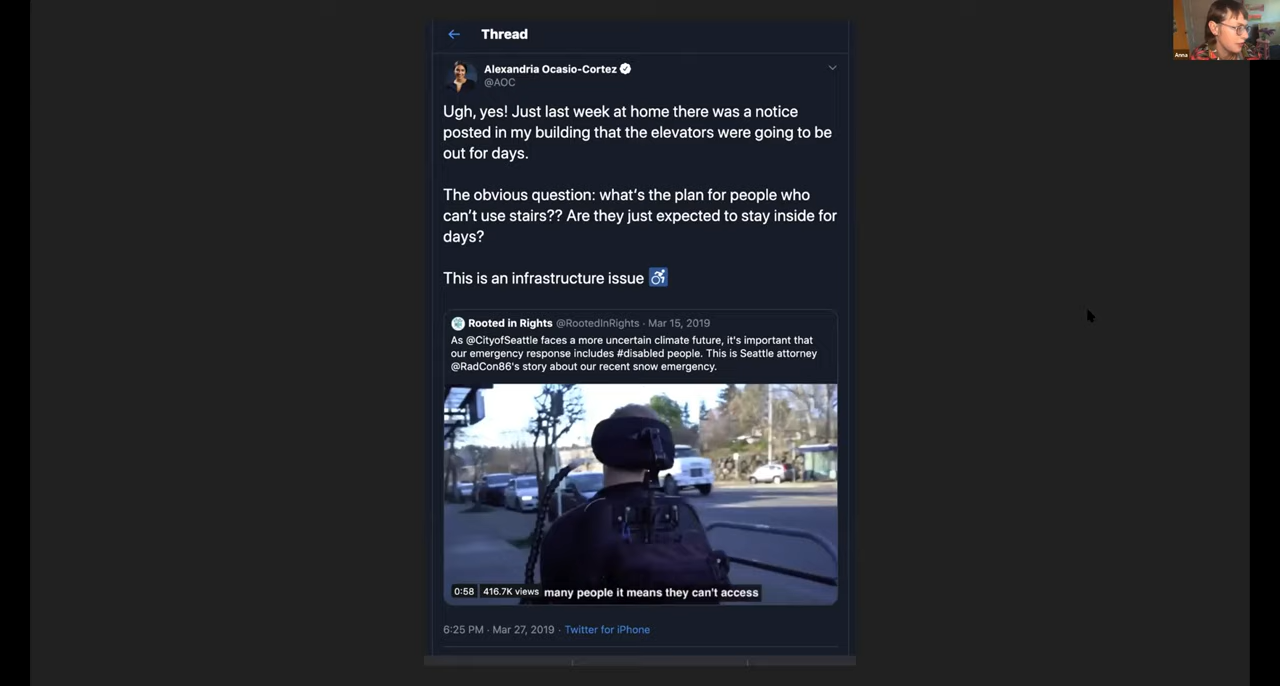 Thread
Alexandria Ocasio-Cortez
@AOC
Ugh, yes! Just last week at home there was a notice
posted in my building that the elevators were going to be
out for days.
The obvious question: what's the plan for people who
can't use stairs?? Are they just expected to stay inside for
days?
This is an infrastructure issue ♿
Rooted in Rights @RootedInRights · Mar 15, 2019
As @CityofSeattle faces a more uncertain climate future, it's important that
our emergency response includes #disabled people. This is Seattle attorney
@RadCon86's story about our recent snow emergency.
0:58 416.7K views many people it means they can't access
6:25 PM · Mar 27, 2019 · Twitter for iPhone
Anna